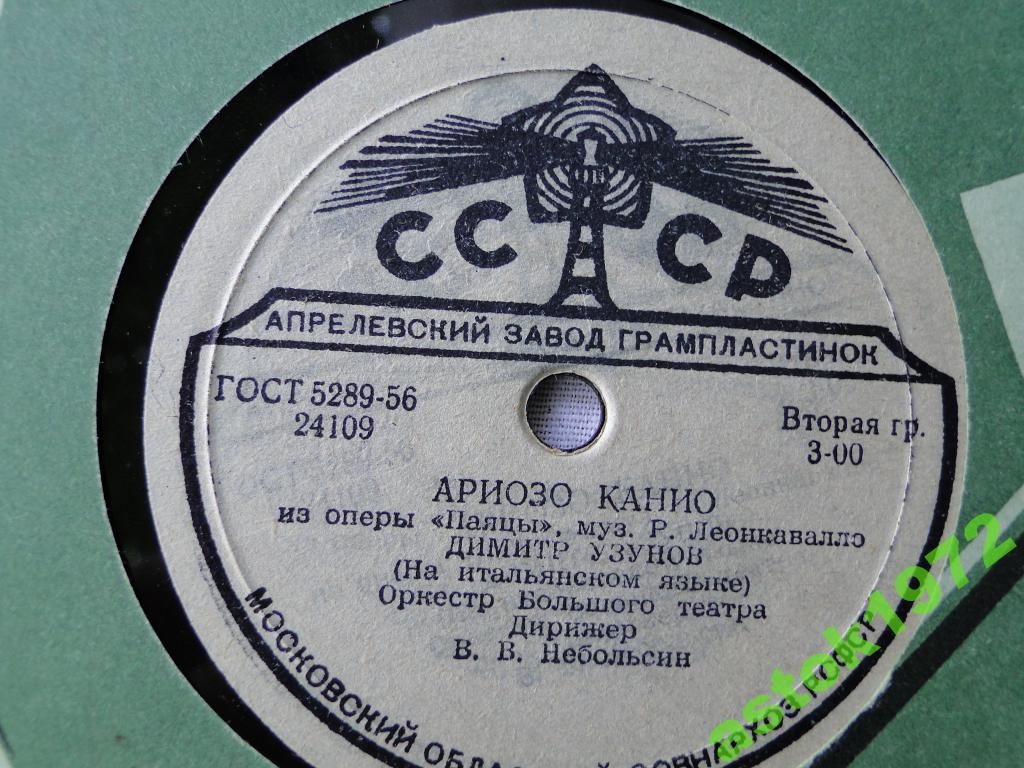 СССР
АПРЕЛЕВСКИЙ ЗАВОД ГРАМПЛАСТИНОК
ГОСТ 5289-56
24109
Вторая гр.
3-00
АРИОЗО КАНИО
из оперы «Паяцы», муз. Р. Леонкавалло
ДИМИТР УЗУНОВ
(На итальянском языке)
Оркестр Большого театра
Дирижер
В. В. Небольсин
МОСКОВСКИЙ СОВНАРХОЗ РСФСР
astok1972